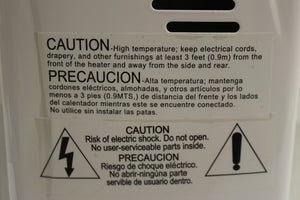 CAUTION-High temperature; keep electrical cords,
drapery, and other furnishings at least 3 feet (0.9m) from the
front of the heater and away from the side and rear.
PRECAUCION-Alta temperatura; mantenga
cordones eléctricos, almohadas, y otros artículos por lo
menos a 3 pies (0.9MTS,) de distancia del frente y los lados
del calentador mientras este se encuentre conectado.
No utilice sin instalar las patas.
CAUTION
Risk of electric shock. Do not open.
No user-serviceable parts inside.
PRECAUCION
Riesgo de choque eléctrico.
No abrir-ningúna parte
servible de usuario dentro.